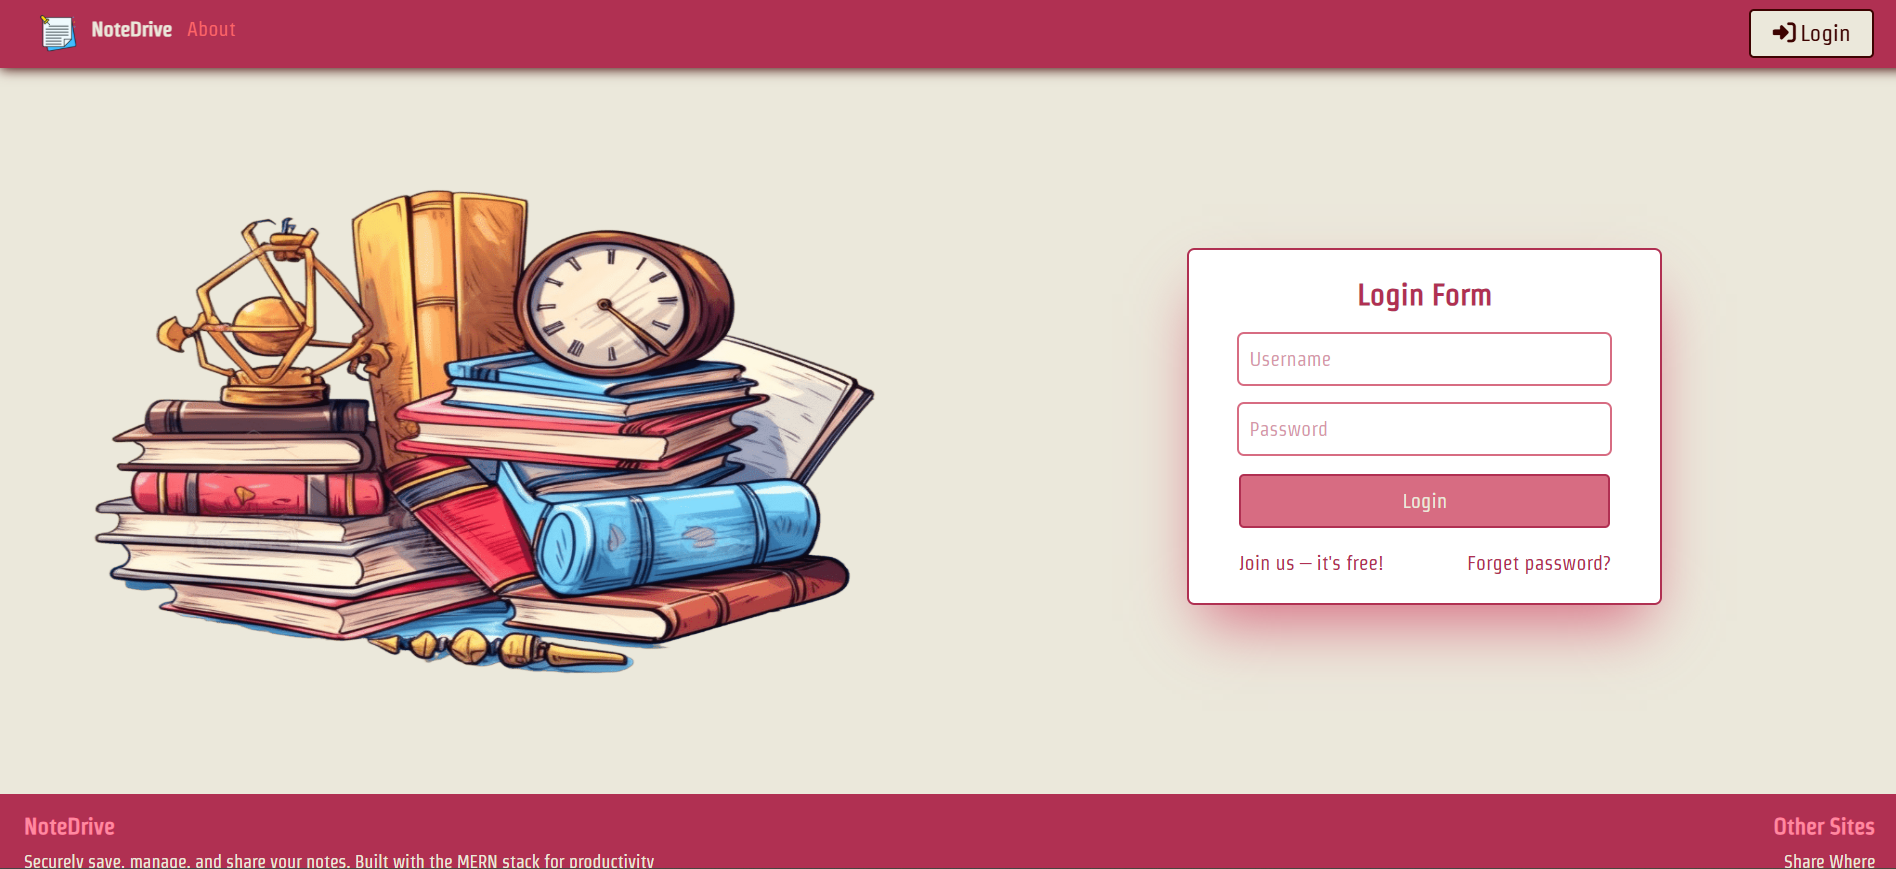 NoteDrive About
Login
Login Form
Username
Password
Login
Join us – it's free! Forget password?
NoteDrive
Other Sites
Securely save, manage, and share your notes. Built with the MERN stack for productivity
Share Where